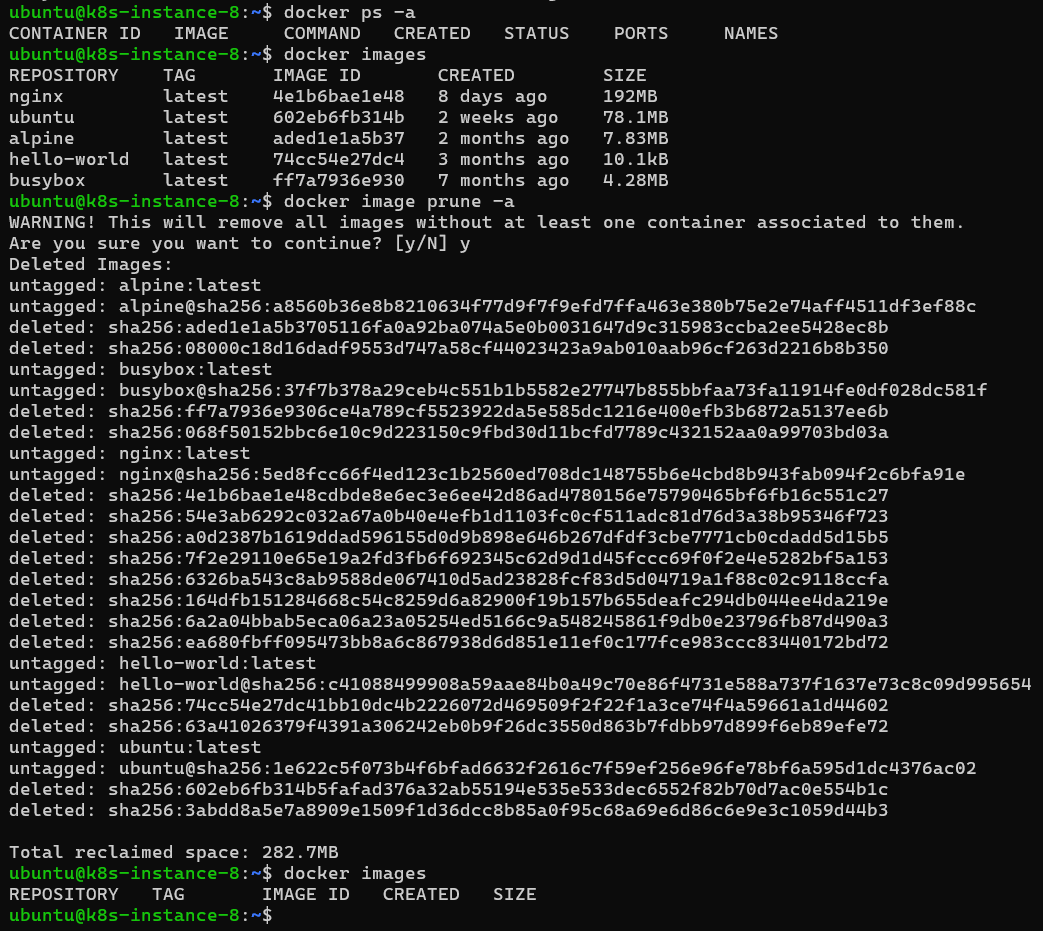 ubuntu@k8s-instance-8:~$ docker ps -a
CONTAINER ID   IMAGE     COMMAND   CREATED   STATUS    PORTS     NAMES
ubuntu@k8s-instance-8:~$ docker images
REPOSITORY    TAG       IMAGE ID       CREATED        SIZE
nginx         latest    4e1b6bae1e48   8 days ago     192MB
ubuntu        latest    602eb6fb314b   2 weeks ago    78.1MB
alpine        latest    aded1e1a5b37   2 months ago   7.83MB
hello-world   latest    74cc54e27dc4   3 months ago   10.1kB
busybox       latest    ff7a7936e930   7 months ago   4.28MB
ubuntu@k8s-instance-8:~$ docker image prune -a
WARNING! This will remove all images without at least one container associated to them.
Are you sure you want to continue? [y/N] y
Deleted Images:
untagged: alpine:latest
untagged: alpine@sha256:a8560b36e8b8210634f77d9f7f9efd7ffa463e380b75e2e74aff4511df3ef88c
deleted: sha256:aded1e1a5b3705116fa0a92ba074a5e0b0031647d9c315983ccba2ee5428ec8b
deleted: sha256:08000c18d16dadf9553d747a58cf44023423a9ab010aab96cf263d2216b8b350
untagged: busybox:latest
untagged: busybox@sha256:37f7b378a29ceb4c551b1b5582e27747b855bbfaa73fa11914fe0df028dc581f
deleted: sha256:ff7a7936e9306ce4a789cf5523922da5e585dc1216e400efb3b6872a5137ee6b
deleted: sha256:068f50152bbc6e10c9d223150c9fbd30d11bcfd7789c432152aa0a99703bd03a
untagged: nginx:latest
untagged: nginx@sha256:5ed8fcc66f4ed123c1b2560ed708dc148755b6e4cbd8b943fab094f2c6bfa91e
deleted: sha256:4e1b6bae1e48cdbde8e6ec3e6ee42d86ad4780156e75790465bf6fb16c551c27
deleted: sha256:54e3ab6292c032a67a0b40e4efb1d1103fc0cf511adc81d76d3a38b95346f723
deleted: sha256:a0d2387b1619ddad596155d0d9b898e646b267dfdf3cbe7771cb0cdadd5d15b5
deleted: sha256:7f2e29110e65e19a2fd3fb6f692345c62d9d1d45fccc69f0f2e4e5282bf5a153
deleted: sha256:6326ba543c8ab9588de067410d5ad23828fcf83d5d04719a1f88c02c9118ccfa
deleted: sha256:164dfb151284668c54c8259d6a82900f19b157b655deafc294db044ee4da219e
deleted: sha256:6a2a04bbab5eca06a23a05254ed5166c9a548245861f9db0e23796fb87d490a3
deleted: sha256:ea680fbff095473bb8a6c867938d6d851e11ef0c177fce983ccc83440172bd72
untagged: hello-world:latest
untagged: hello-world@sha256:c41088499908a59aae84b0a49c70e86f4731e588a737f1637e73c8c09d995654
deleted: sha256:74cc54e27dc41bb10dc4b2226072d469509f2f22f1a3ce74f4a59661a1d44602
deleted: sha256:63a41026379f4391a306242eb0b9f26dc3550d863b7fdbb97d899f6eb89efe72
untagged: ubuntu:latest
untagged: ubuntu@sha256:1e622c5f073b4f6bfad6632f2616c7f59ef256e96fe78bf6a595d1dc4376ac02
deleted: sha256:602eb6fb314b5fafad376a32ab55194e535e533dec6552f82b70d7ac0e554b1c
deleted: sha256:3abdd8a5e7a8909e1509f1d36dcc8b85a0f95c68a69e6d86c6e9e3c1059d44b3

Total reclaimed space: 282.7MB
ubuntu@k8s-instance-8:~$ docker images
REPOSITORY   TAG       IMAGE ID   CREATED   SIZE
ubuntu@k8s-instance-8:~$